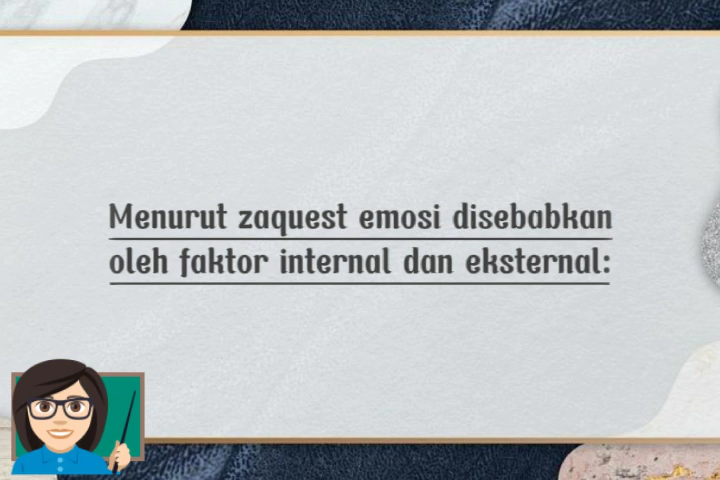 Menurut zaquest emosi disebabkan
oleh faktor internal dan eksternal: